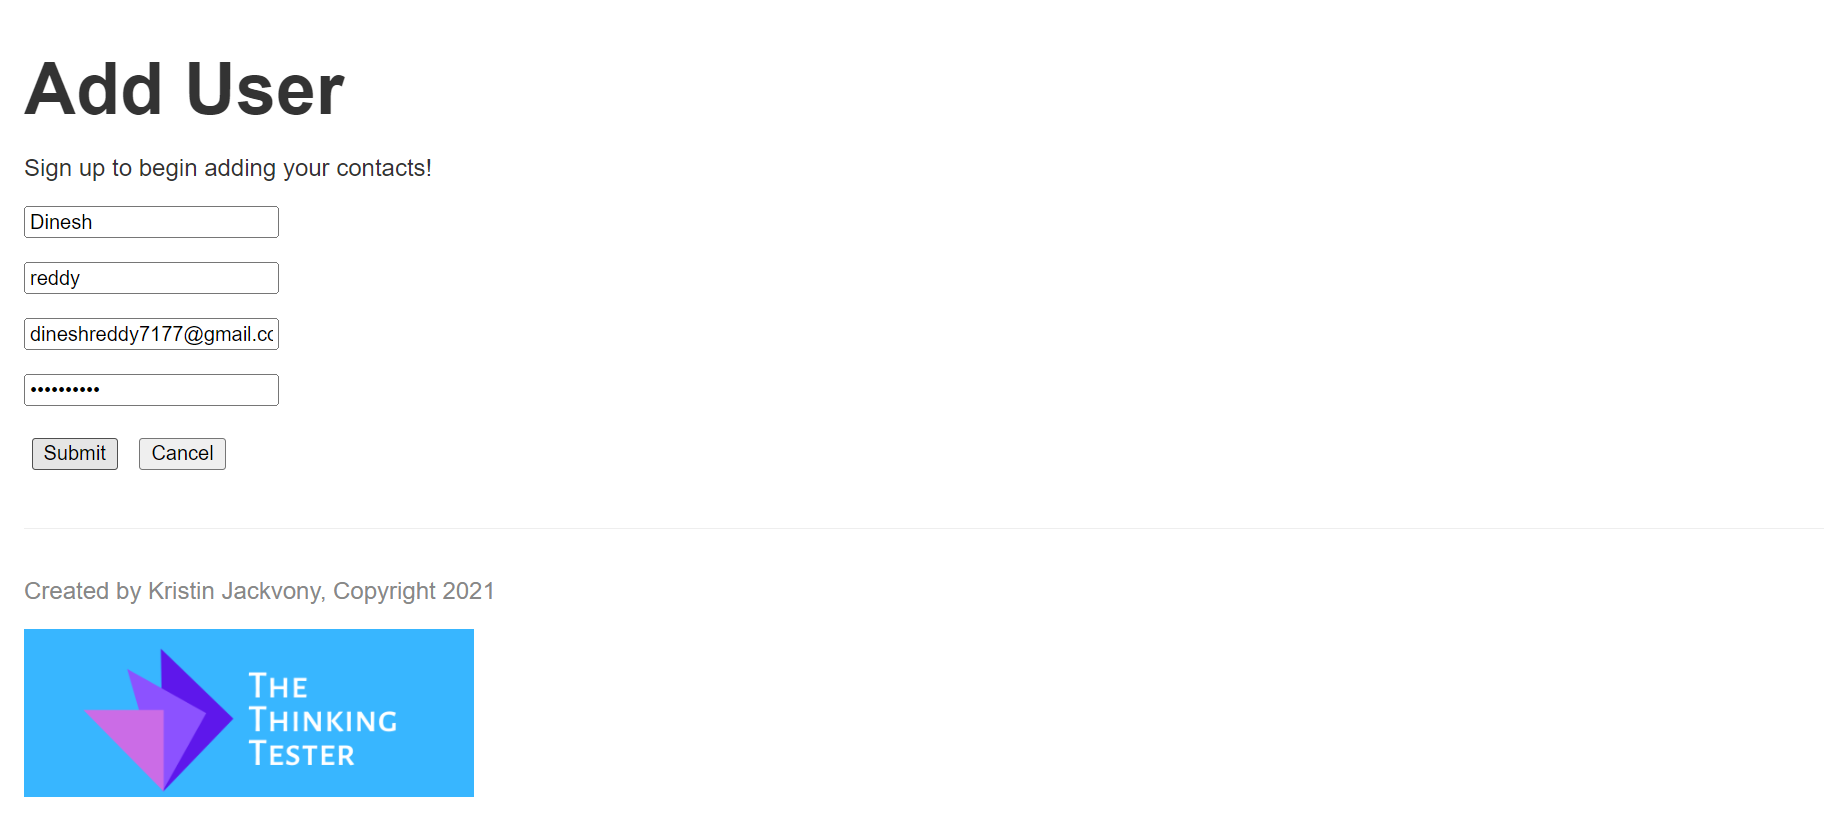 Add User
Sign up to begin adding your contacts!
Dinesh
reddy
dineshreddy7177@gmail.cc
••••••••••
Submit Cancel
Created by Kristin Jackvony, Copyright 2021
THE
THINKING
TESTER